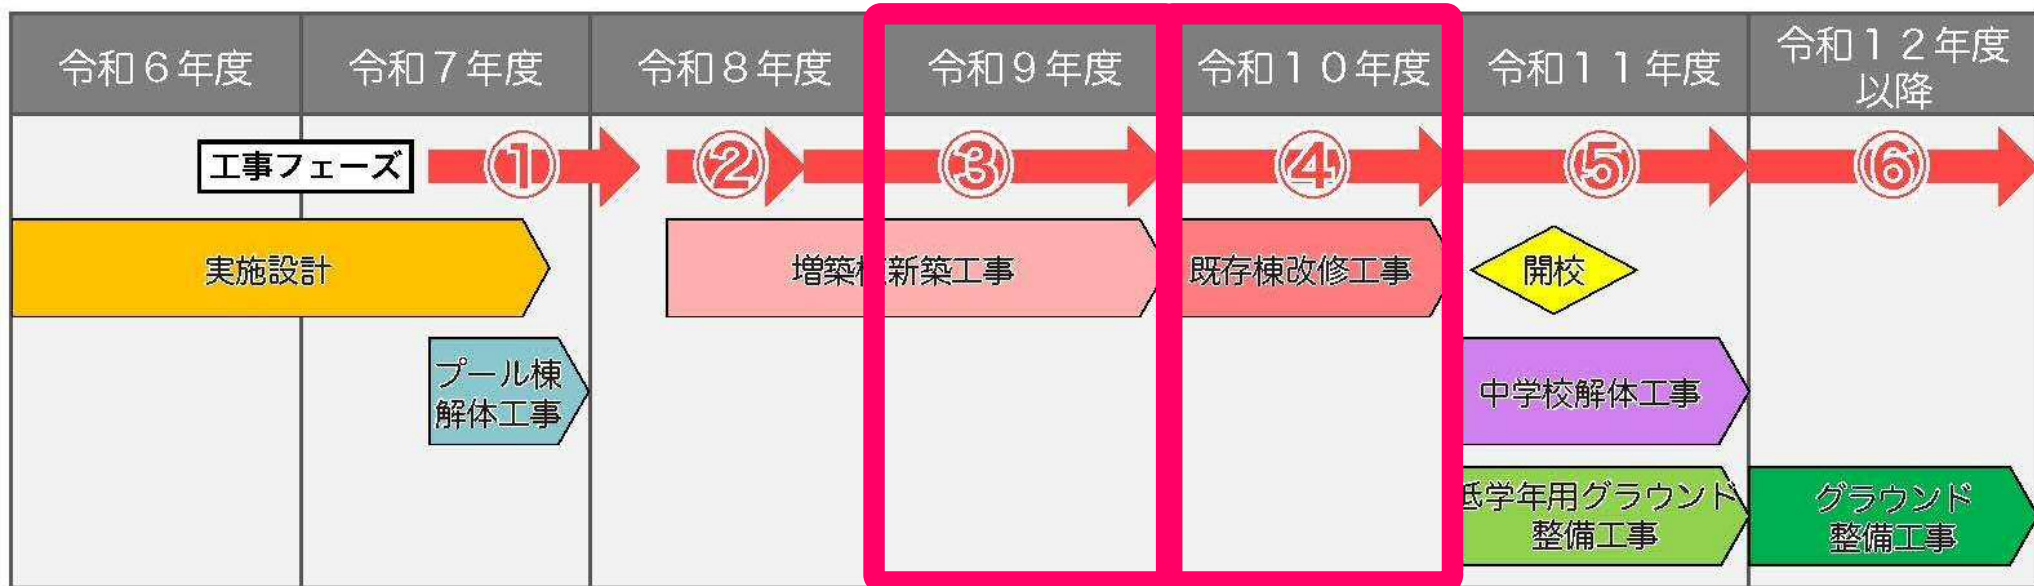 令和6年度
令和7年度
令和8年度
令和9年度
令和10年度
令和11年度
令和12年度
以降
工事フェーズ
①
②
③
④
⑤
⑥
実施設計
増築棟新築工事
既存棟改修工事
開校
プール棟
解体工事
中学校解体工事
低学年用グラウンド
整備工事
グラウンド
整備工事